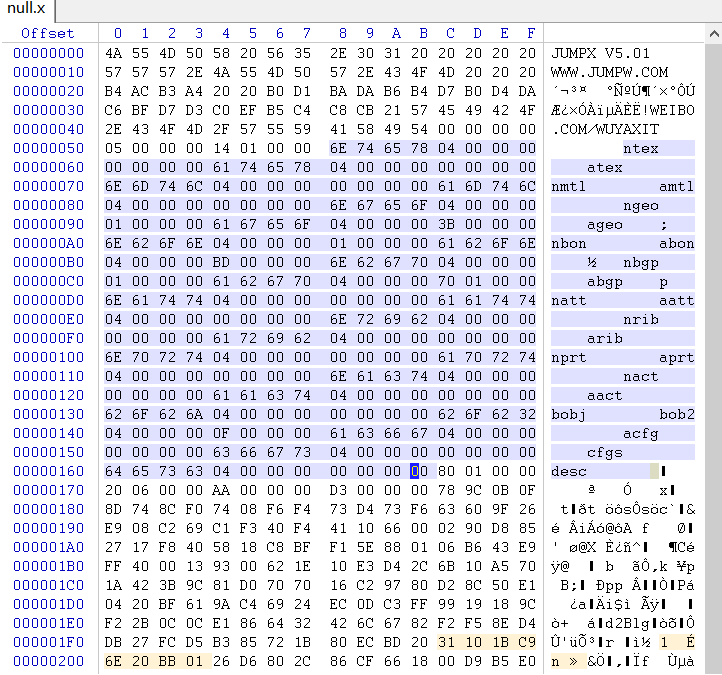 null.x
Offset 0 1 2 3 4 5 6 7 8 9 A B C D E F
00000000 4A 55 4D 50 58 20 56 35 2E 30 31 20 20 20 20 20 JUMPX V5.01
00000010 57 57 57 2E 4A 55 4D 50 57 2E 43 4F 4D 20 20 20 WWW.JUMPW.COM
00000020 B4 AC B3 A4 20 20 B0 D1 BA DA B6 B4 D7 B0 D4 DA ´¬³¤ °ÑºÚ¶´×°ÔÚ
00000030 C6 BF D7 D3 C0 EF B5 C4 C8 CB 21 57 45 49 42 4F Æ¿×ÓÀïµÄÈË!WEIBO
00000040 2E 43 4F 4D 2F 57 55 59 41 58 49 54 00 00 00 00 .COM/WUYAXIT
00000050 05 00 00 00 14 01 00 00 6E 74 65 78 04 00 00 00 ntex
00000060 00 00 00 00 61 74 65 78 04 00 00 00 00 00 00 00 atex
00000070 6E 6D 74 6C 04 00 00 00 00 00 00 00 61 6D 74 6C nmtl amtl
00000080 04 00 00 00 00 00 00 00 6E 67 65 6F 04 00 00 00 ngeo
00000090 01 00 00 00 61 67 65 6F 04 00 00 00 3B 00 00 00 ageo ;
000000A0 6E 62 6F 6E 04 00 00 00 01 00 00 00 61 62 6F 6E nbon abon
000000B0 04 00 00 00 BD 00 00 00 6E 62 67 70 04 00 00 00 ½ nbgp
000000C0 01 00 00 00 61 62 67 70 04 00 00 00 70 01 00 00 abgp p
000000D0 6E 61 74 74 04 00 00 00 00 00 00 00 61 61 74 74 natt aatt
000000E0 04 00 00 00 00 00 00 00 6E 72 69 62 04 00 00 00 nrib
000000F0 00 00 00 00 61 72 69 62 04 00 00 00 00 00 00 00 arib
00000100 6E 70 72 74 04 00 00 00 00 00 00 00 61 70 72 74 nprt aprt
00000110 04 00 00 00 00 00 00 00 6E 61 63 74 04 00 00 00 nact
00000120 00 00 00 00 61 61 63 74 04 00 00 00 00 00 00 00 aact
00000130 62 6F 62 6A 04 00 00 00 00 00 00 00 62 6F 62 32 bobj bob2
00000140 04 00 00 00 0F 00 00 00 61 63 66 67 04 00 00 00 acfg
00000150 00 00 00 00 63 66 67 73 04 00 00 00 00 00 00 00 cfgs
00000160 64 65 73 63 04 00 00 00 00 00 00 00 80 01 00 00 desc
00000170 20 06 00 00 AA 00 00 00 D3 00 00 00 78 9C 0B 0F ª Ó x
00000180 8D 74 8C F0 74 08 F6 F4 73 D4 73 F6 63 60 9F 26 t ðt öôsÔsöc`&
00000190 E9 08 C2 69 C1 F3 40 F4 41 10 66 00 02 90 D8 85 é ÂiÁó@ôA f Ø
000001A0 27 17 F8 40 58 18 C8 BF F1 5E 88 01 06 B6 43 E9 ' ø@X È¿ñ^ ¶Cé
000001B0 FF 40 00 13 93 00 62 1E 10 E3 D4 2C 6B 10 A5 70 ÿ@ b ãÔ,k ¥p
000001C0 1A 42 3B 9C 81 D0 70 70 16 C2 97 80 D2 8C 50 E1 B; Ðpp Â Ò Pá
000001D0 04 20 BF 61 9A C4 69 24 EC 0D C3 FF 99 19 18 9C ¿a Äi$ì Ãÿ
000001E0 F2 2B 0C 0C E1 86 64 32 42 6C 67 82 F2 F5 8E D4 ò+ á d2Blg òõ Ô
000001F0 DB 27 FC D5 B3 85 72 1B 80 EC BD 20 31 10 1B C9 Û'üÕ³ r ì½ 1 É
00000200 6E 20 BB 01 26 D6 80 2C 86 CF 66 18 00 D9 B5 E0 n » &Ö , Ïf Ùµà